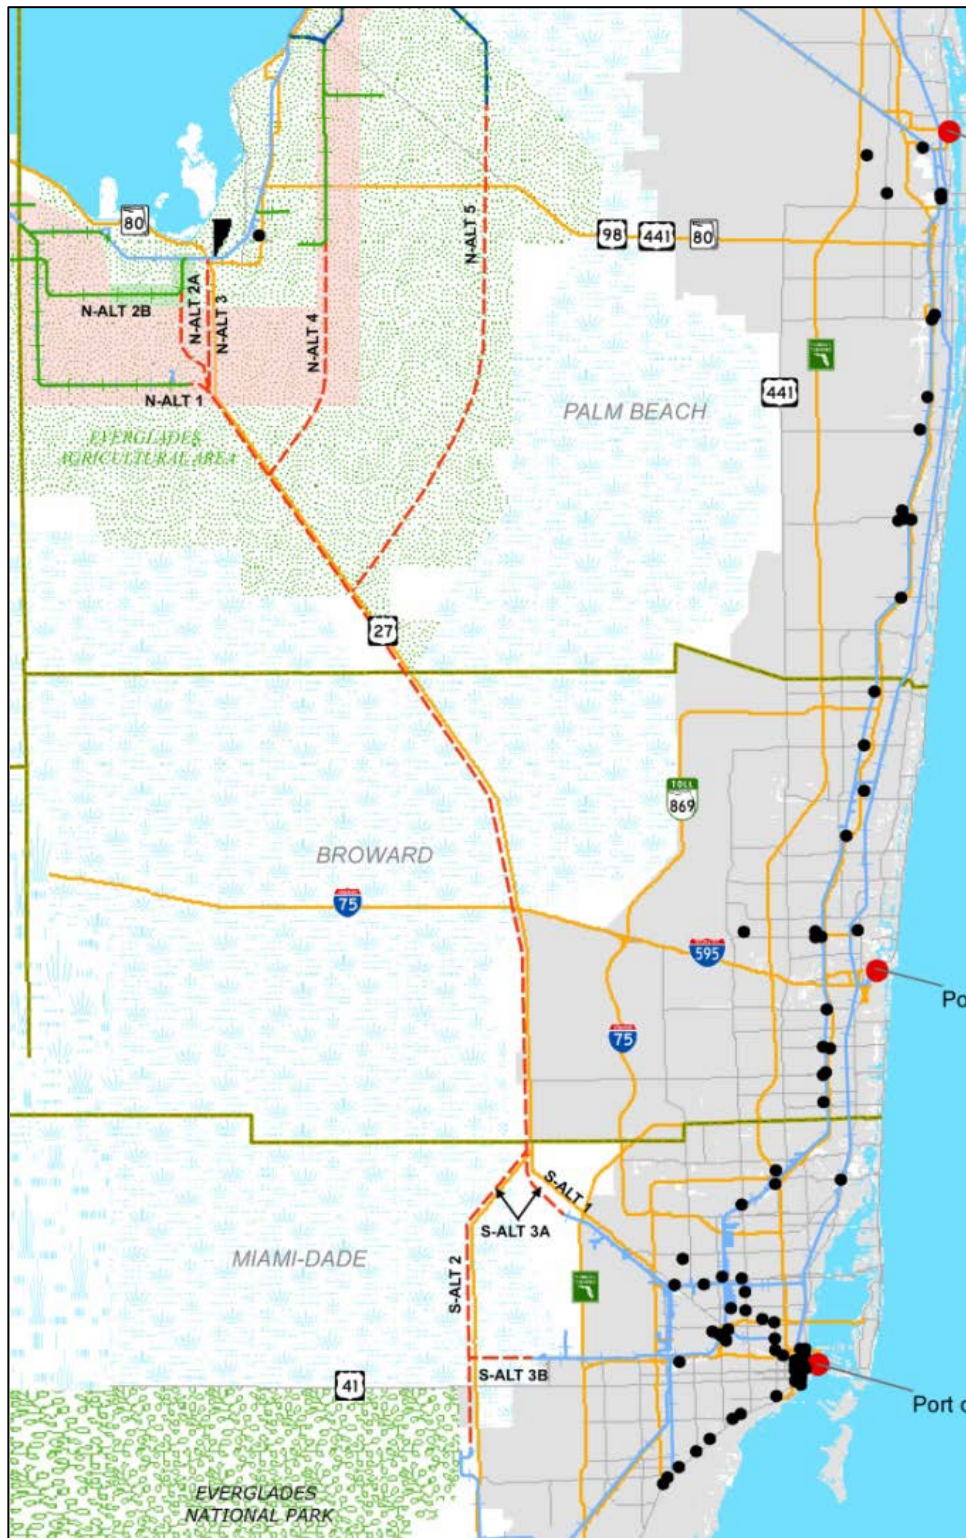 80
N-ALT 5
98
441
80
N-ALT 2A
N-ALT 3
N-ALT 2B
N-ALT 4
441
N-ALT 1
PALM BEACH
EVERGLADES
AGRICULTURAL AREA
27
TOLL
869
BROWARD
75
595
Po
75
S-ALT 1
S-ALT 3A
MIAMI-DADE
S-ALT 2
S-ALT 3B
41
Port o
EVERGLADES
NATIONAL PARK